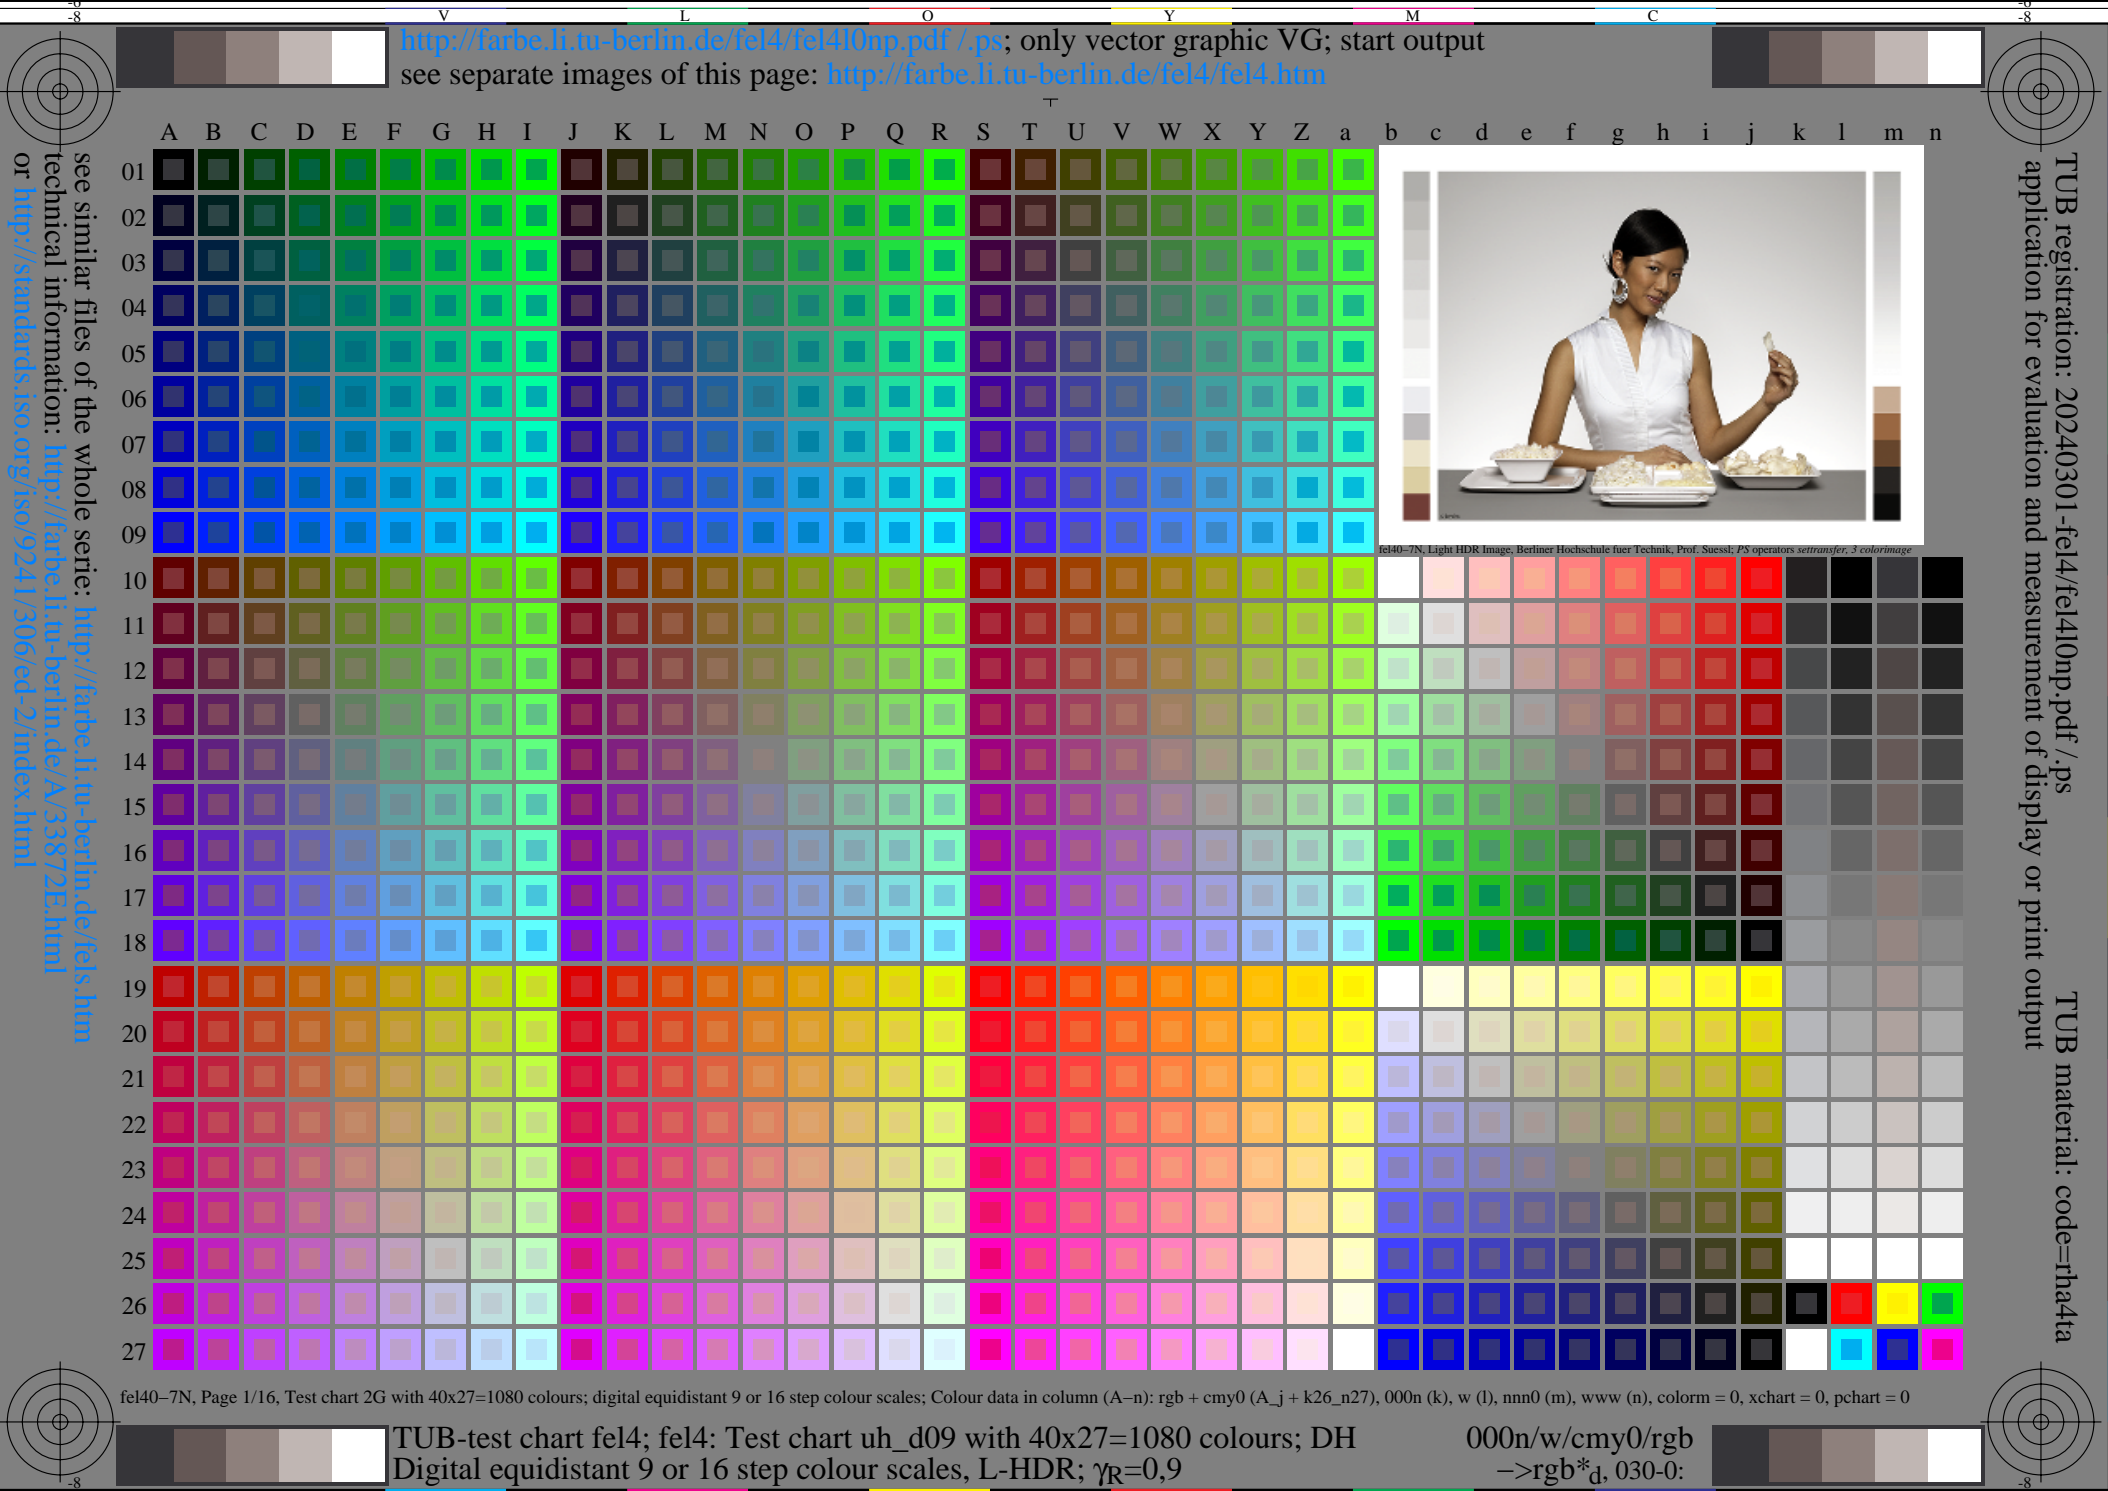 -6
-8
V L O Y M C
-6
-8
http://farbe.li.tu-berlin.de/fel4/fel4l0np.pdf /.ps; only vector graphic VG; start output
see separate images of this page: http://farbe.li.tu-berlin.de/fel4/fel4.htm
A B C D E F G H I J K L M N O P Q R S T U V W X Y Z a b c d e f g h i j k l m n
01
02
03
04
05
06
07
08
09
10
11
12
13
14
15
16
17
18
19
20
21
22
23
24
25
26
27
see similar files of the whole serie: http://farbe.li.tu-berlin.de/fels.htm
technical information: http://farbe.li.tu-berlin.de/A/33872E.html
or http://standards.iso.org/iso/9241/306/ed-2/index.html
TUB registration: 20240301-fel4/fel4l0np.pdf /.ps
application for evaluation and measurement of display or print output
TUB material: code=rha4ta
fel40–7N, Light HDR Image, Berliner Hochschule fuer Technik, Prof. Suessl; PS operators settransfer, 3 colorimage
fel40–7N, Page 1/16, Test chart 2G with 40x27=1080 colours; digital equidistant 9 or 16 step colour scales; Colour data in column (A–n): rgb + cmy0 (A_j + k26_n27), 000n (k), w (l), nnn0 (m), www (n), colorm = 0, xchart = 0, pchart = 0
TUB-test chart fel4; fel4: Test chart uh_d09 with 40x27=1080 colours; DH
Digital equidistant 9 or 16 step colour scales, L-HDR; γR=0,9
000n/w/cmy0/rgb
–>rgb*d, 030-0:
-8
-8